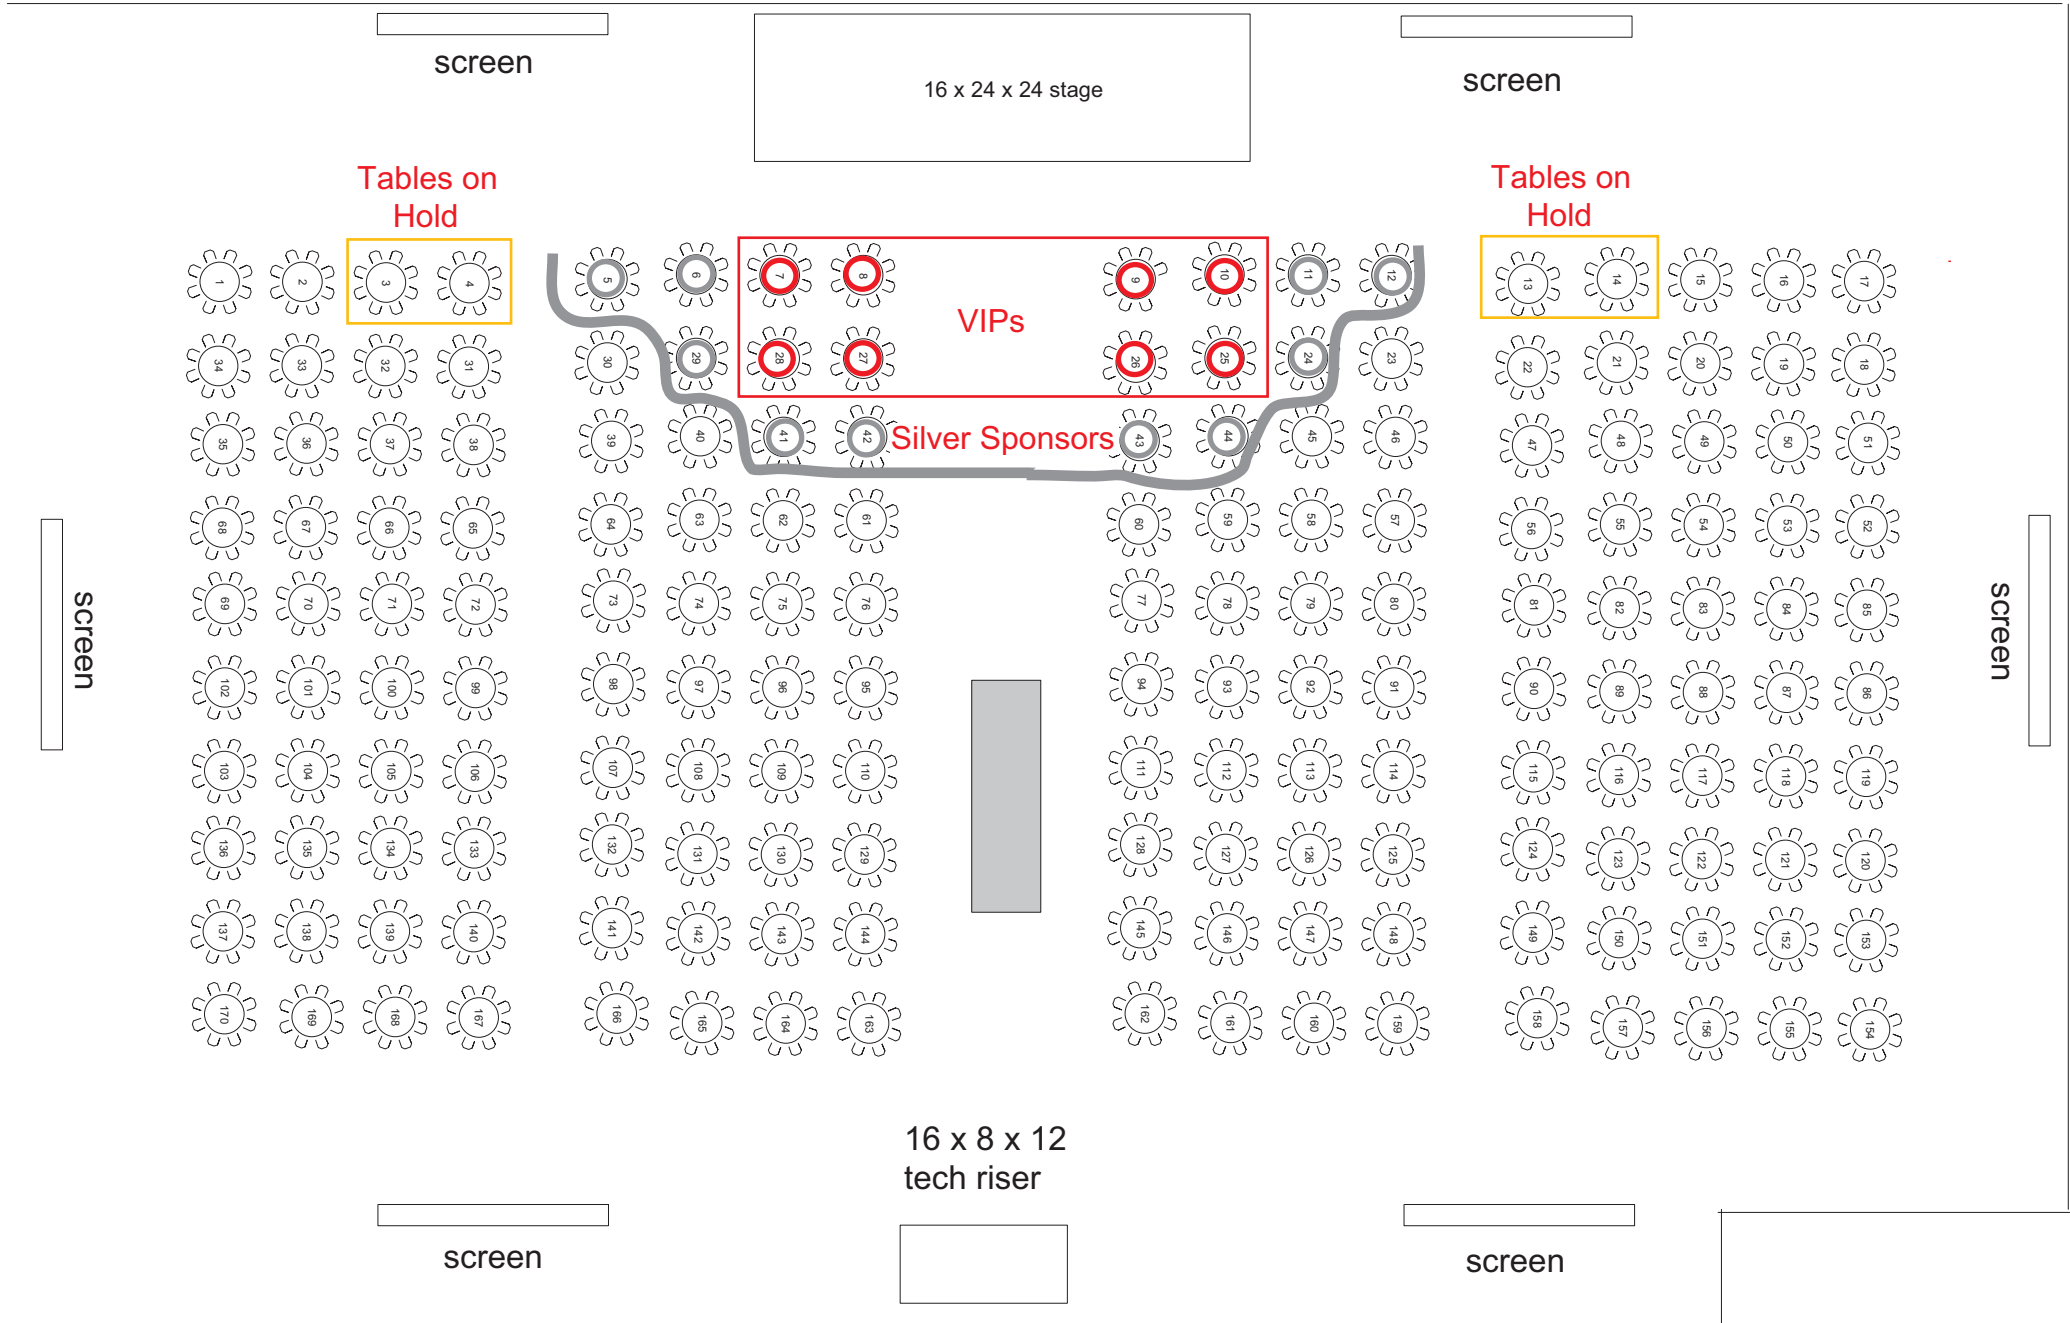 screen
16 x 24 x 24 stage
screen
Tables on
Hold
Tables on
Hold
1 2 3 4 5 6 7 8 9 10 11 12 13 14 15 16 17
VIPs
34 33 32 31 30 29 28 27 26 25 24 23 22 21 20 19 18
35 36 37 38 39 40 41 42 Silver Sponsors 43 44 45 46 47 48 49 50 51
68 67 66 65 64 63 62 61 60 59 58 57 56 55 54 53 52
screen
screen
69 70 71 72 73 74 75 76 77 78 79 80 81 82 83 84 85
102 101 100 99 98 97 96 95 94 93 92 91 90 89 88 87 86
103 104 105 106 107 108 109 110 111 112 113 114 115 116 117 118 119
136 135 134 133 132 131 130 129 128 127 126 125 124 123 122 121 120
137 138 139 140 141 142 143 144 145 146 147 148 149 150 151 152 153
170 169 168 167 166 165 164 163 162 161 160 159 158 157 156 155 154
16 x 8 x 12
tech riser
screen
screen